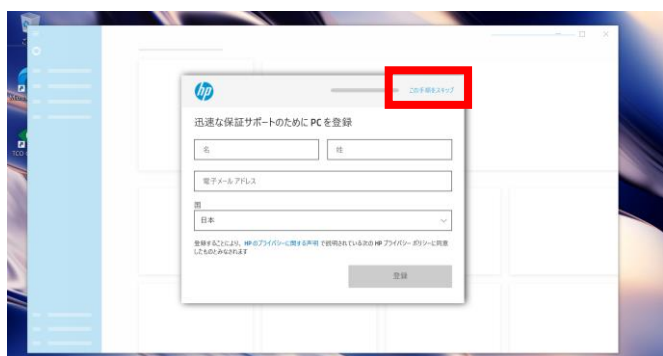 hp
この手順をスキップ
迅速な保証サポートのために PC を登録
名
姓
電子メール アドレス
国
日本
登録することにより、HP のプライバシーに関する声明 で説明されている次の HP プライバシー ポリシーに同意
したものとみなされます
登録